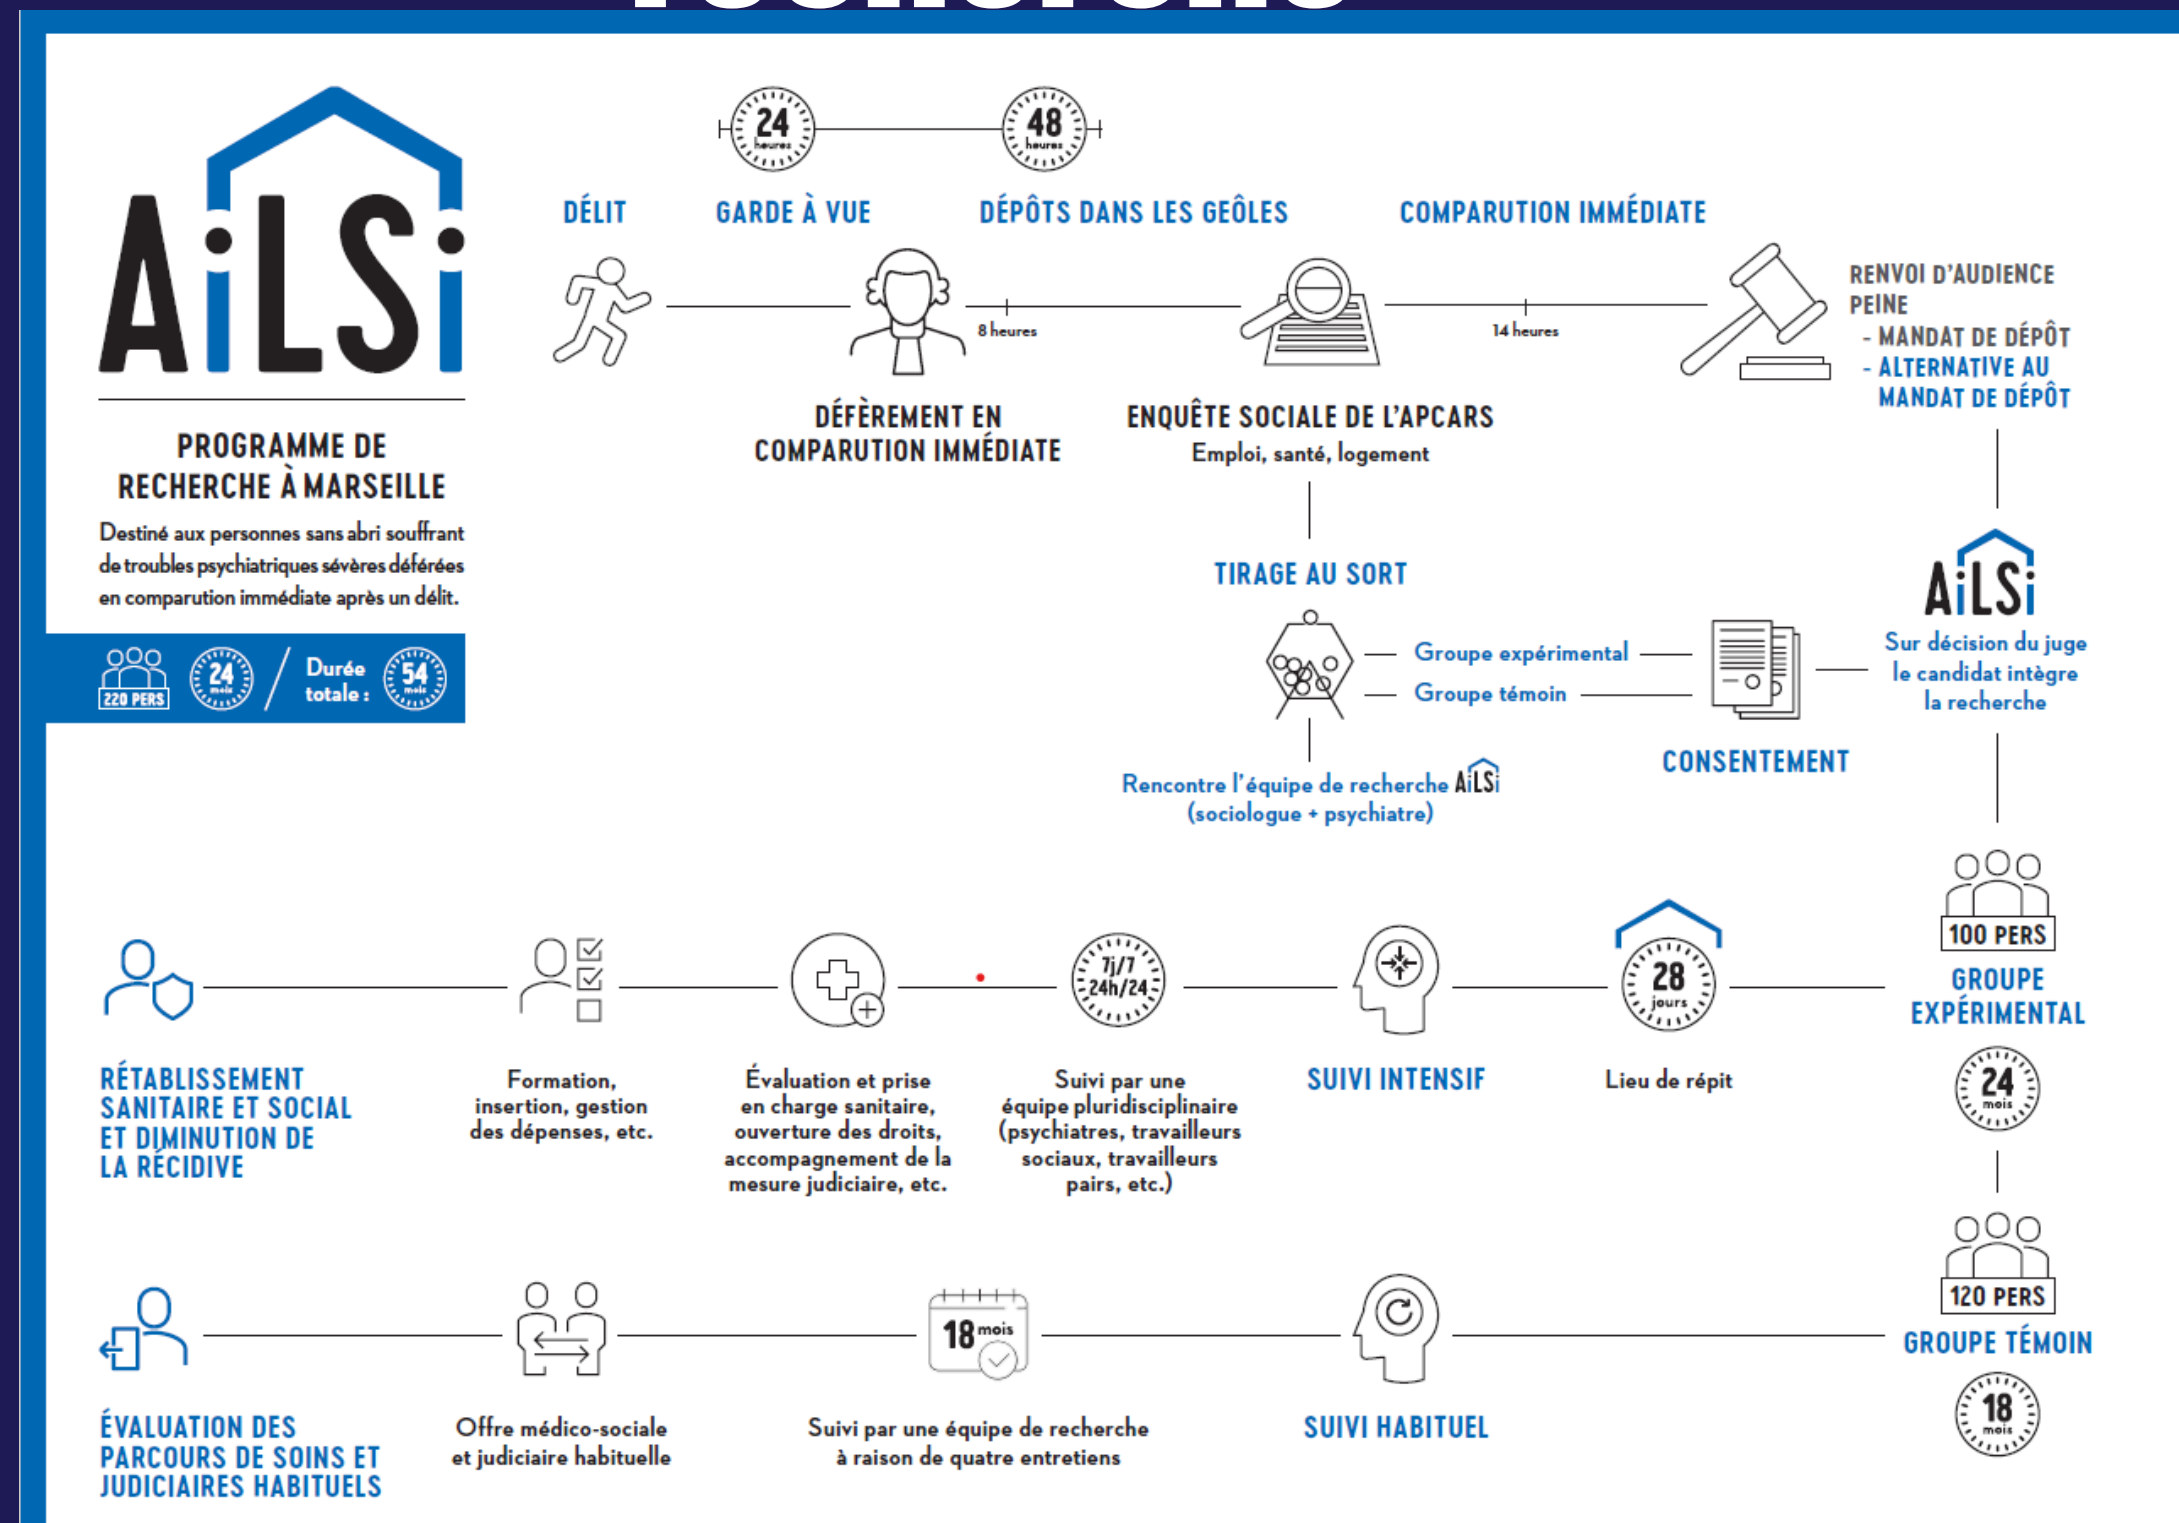 AiLSi
PROGRAMME DE
RECHERCHE À MARSEILLE
Destiné aux personnes sans abri souffrant
de troubles psychiatriques sévères déférées
en comparution immédiate après un délit.
220 PERS
24
mois
Durée
totale :
54
mois
24
heures
48
heures
DÉLIT
GARDE À VUE
DÉPÔTS DANS LES GEÔLES
COMPARUTION IMMÉDIATE
8 heures
14 heures
RENVOI D'AUDIENCE
PEINE
- MANDAT DE DÉPÔT
- ALTERNATIVE AU
MANDAT DE DÉPÔT
DÉFÈREMENT EN
COMPARUTION IMMÉDIATE
ENQUÊTE SOCIALE DE L'APCARS
Emploi, santé, logement
TIRAGE AU SORT
Groupe expérimental
Groupe témoin
Rencontre l'équipe de recherche AiLSi
(sociologue + psychiatre)
CONSENTEMENT
AiLSi
Sur décision du juge
le candidat intègre
la recherche
100 PERS
GROUPE
EXPÉRIMENTAL
24
mois
28
jours
Lieu de répit
SUIVI INTENSIF
7j/7
24h/24
Suivi par une
équipe pluridisciplinaire
(psychiatres, travailleurs
sociaux, travailleurs
pairs, etc.)
Évaluation et prise
en charge sanitaire,
ouverture des droits,
accompagnement de la
mesure judiciaire, etc.
Formation,
insertion, gestion
des dépenses, etc.
RÉTABLISSEMENT
SANITAIRE ET SOCIAL
ET DIMINUTION DE
LA RÉCIDIVE
120 PERS
GROUPE TÉMOIN
18
mois
SUIVI HABITUEL
18 mois
Suivi par une équipe de recherche
à raison de quatre entretiens
Offre médico-sociale
et judiciaire habituelle
ÉVALUATION DES
PARCOURS DE SOINS ET
JUDICIAIRES HABITUELS